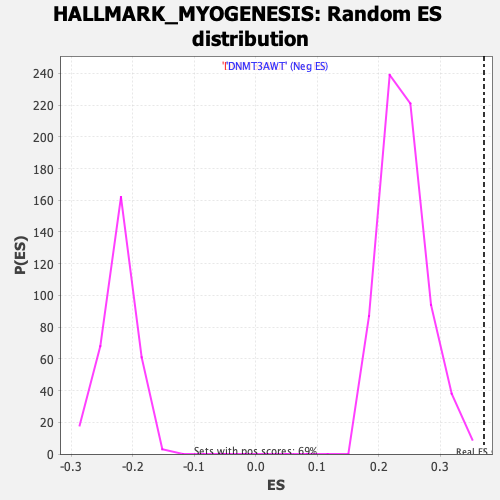 HALLMARK_MYOGENESIS: Random ES
distribution
"DNMT3AWT" (Neg ES)
240
220
200
180
160
140
120
100
80
60
40
20
0
P(ES)
Sets with pos scores: 69%
Real ES
-0.3 -0.2 -0.1 0.0 0.1 0.2 0.3
ES